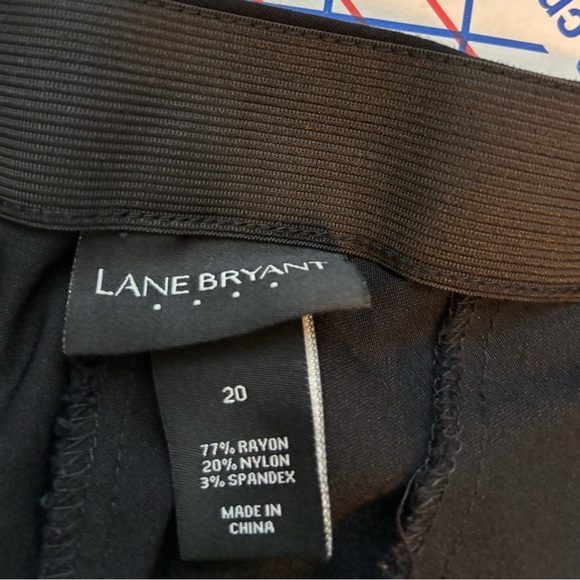 LANE BRYANT
20
77% RAYON
20% NYLON
3% SPANDEX
MADE IN
CHINA